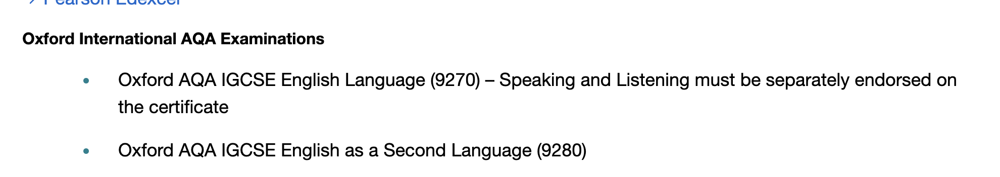 ↗ Pearson Edexcel
Oxford International AQA Examinations
• Oxford AQA IGCSE English Language (9270) – Speaking and Listening must be separately endorsed on
the certificate
• Oxford AQA IGCSE English as a Second Language (9280)